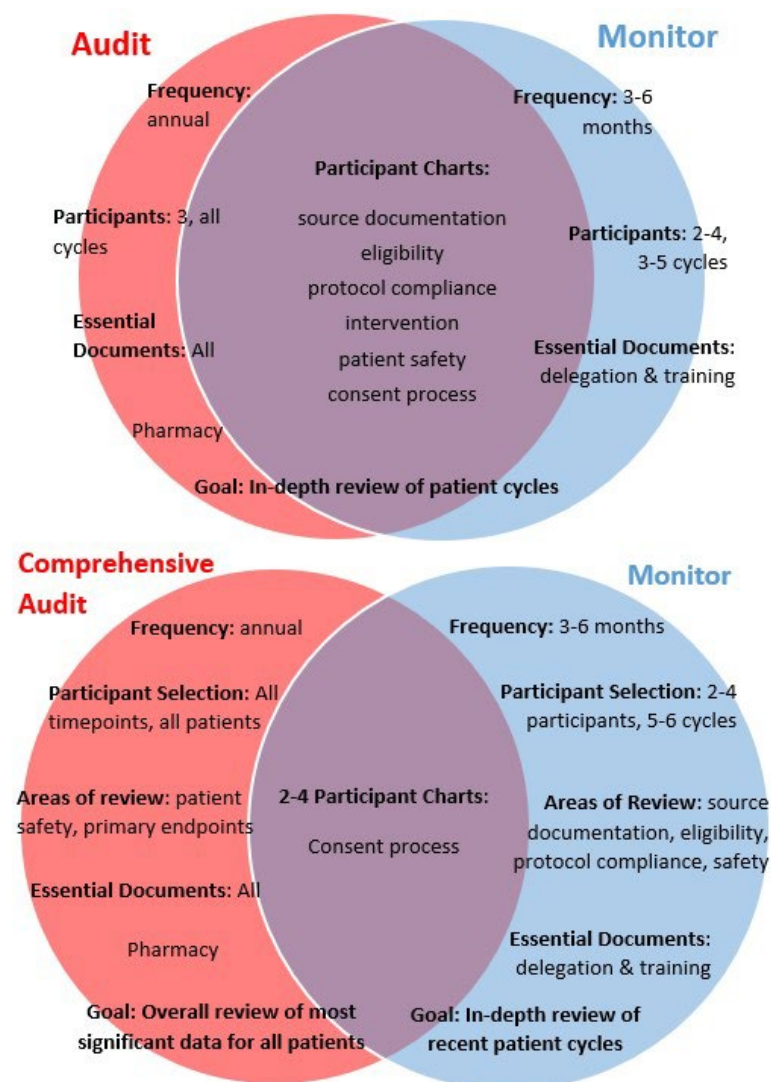 Audit
Monitor
Frequency:
annual
Frequency: 3-6
months
Participant Charts:
source documentation
eligibility
protocol compliance
intervention
patient safety
consent process
Participants: 3, all
cycles
Participants: 2-4,
3-5 cycles
Essential
Documents: All
Essential Documents:
delegation & training
Pharmacy
Goal: In-depth review of patient cycles
Comprehensive
Audit
Monitor
Frequency: annual
Frequency: 3-6 months
Participant Selection: All
timepoints, all patients
Participant Selection: 2-4
participants, 5-6 cycles
Areas of review: patient
safety, primary endpoints
2-4 Participant Charts:
Consent process
Areas of Review: source
documentation, eligibility,
protocol compliance, safety
Essential Documents: All
Essential Documents:
delegation & training
Pharmacy
Goal: Overall review of most
significant data for all patients
Goal: In-depth review of
recent patient cycles